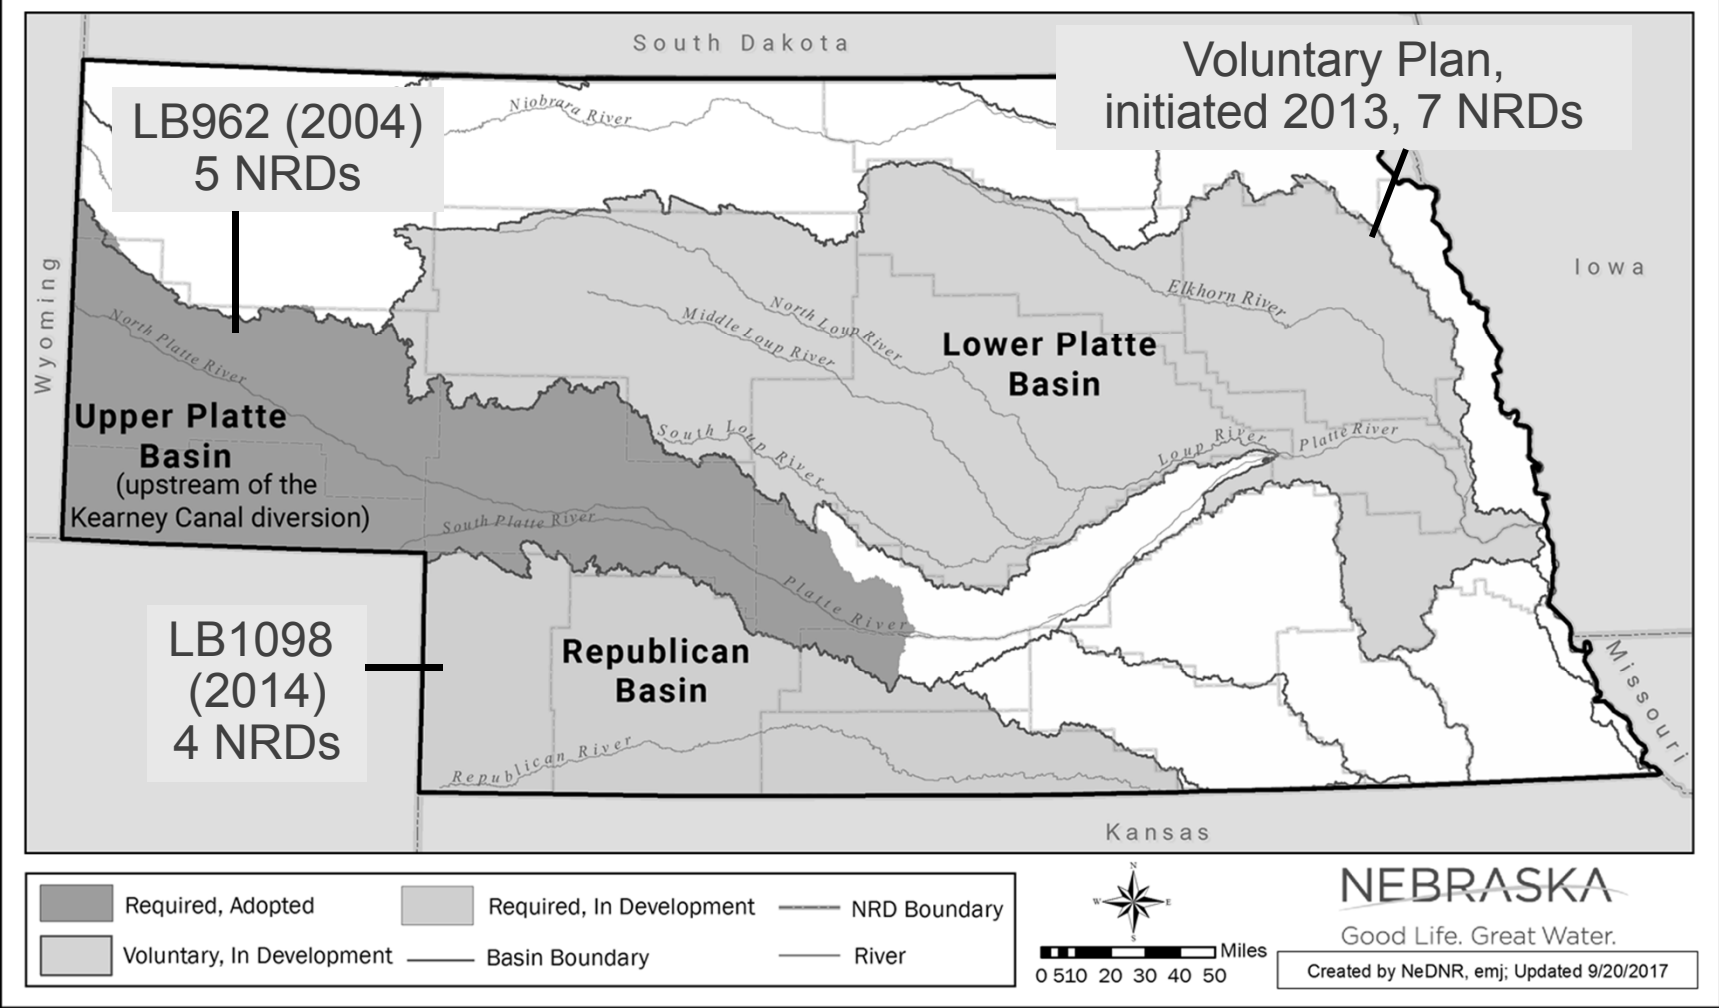 South Dakota
Voluntary Plan,
initiated 2013, 7 NRDs
LB962 (2004)
5 NRDs
Niobrara River
Wyoming
Iowa
North Platte River
Elkhorn River
North Loup River
Middle Loup River
Lower Platte
Basin
Upper Platte
Basin
(upstream of the
Kearney Canal diversion)
South Loup River
Loup River
Platte River
South Platte River
Platte River
LB1098
(2014)
4 NRDs
Republican
Basin
Republican River
Missouri
Kansas
Required, Adopted
Required, In Development
NRD Boundary
Voluntary, In Development
Basin Boundary
River
N
W
E
S
Miles
0 510 20 30 40 50
NEBRASKA
Good Life. Great Water.
Created by NeDNR, emj; Updated 9/20/2017